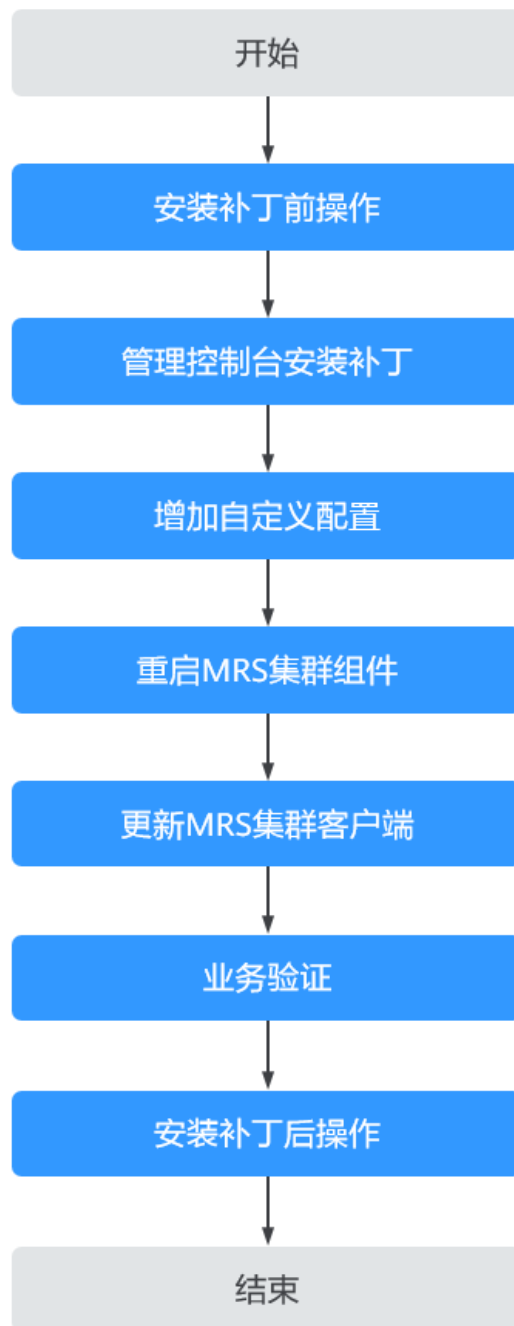 开始
安装补丁前操作
管理控制台安装补丁
增加自定义配置
重启MRS集群组件
更新MRS集群客户端
业务验证
安装补丁后操作
结束